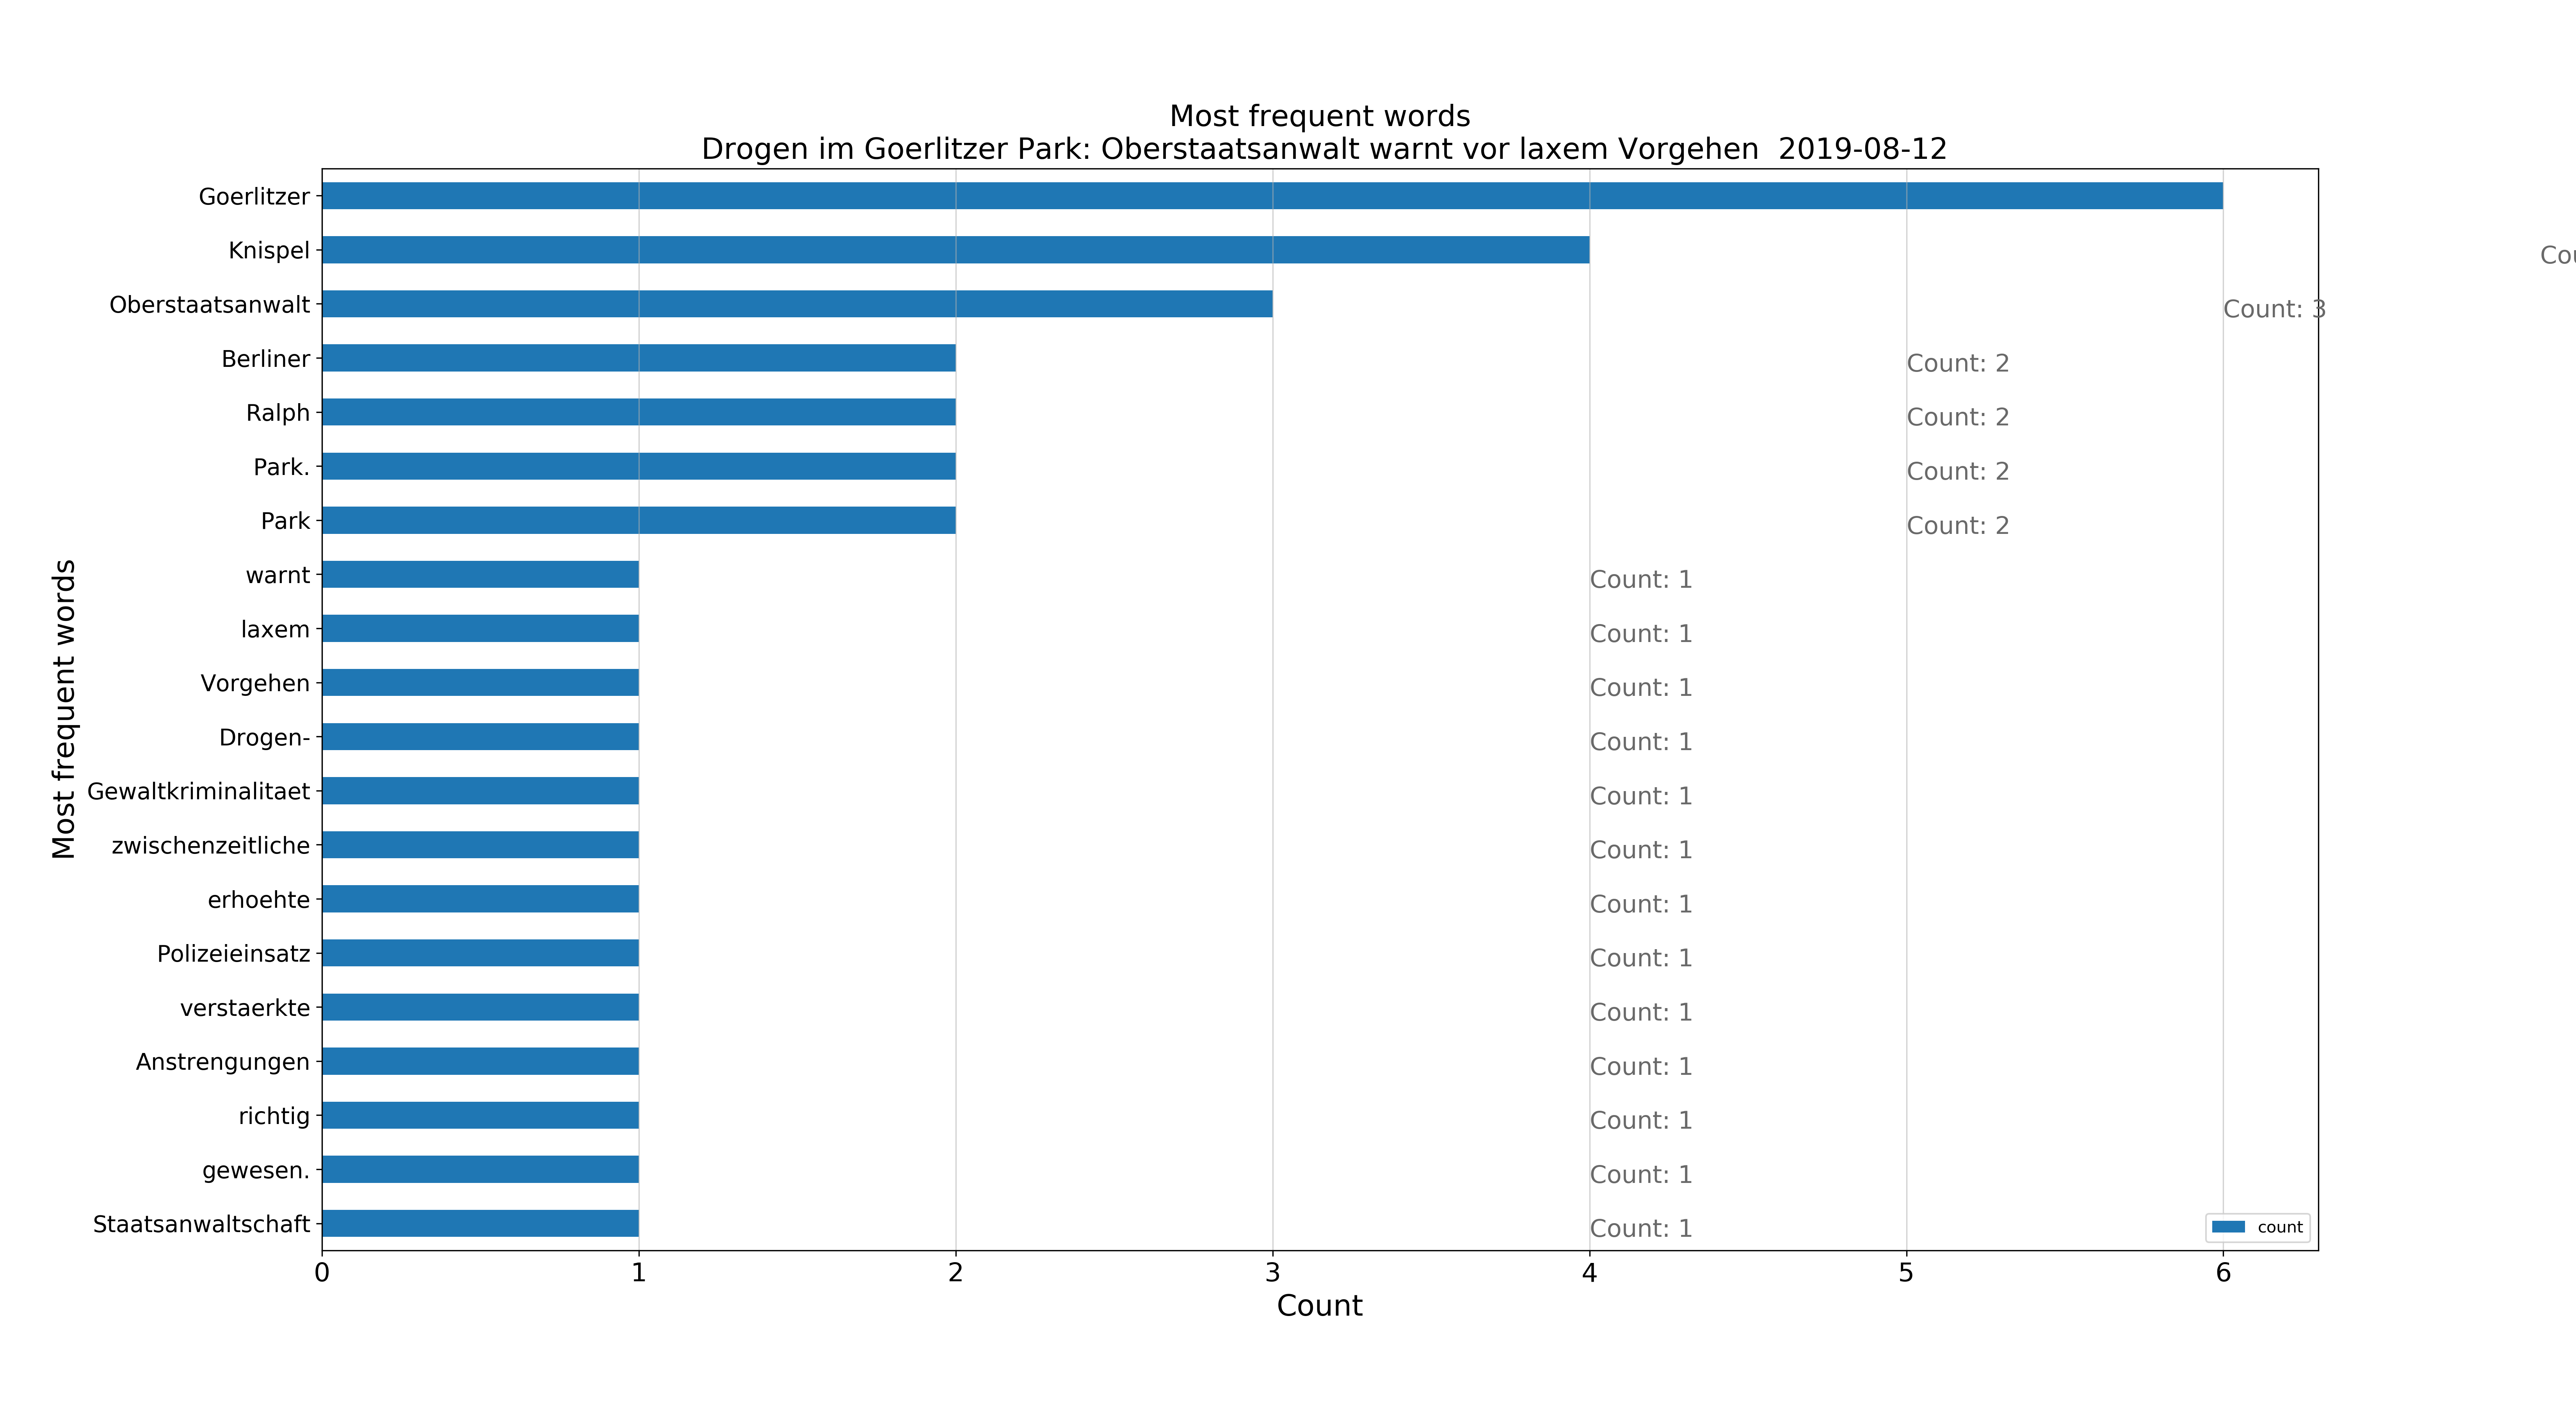 Most frequent words
Drogen im Goerlitzer Park: Oberstaatsanwalt warnt vor laxem Vorgehen  2019-08-12
Most frequent words
Goerlitzer
Knispel
Cou
Oberstaatsanwalt
Count: 3
Berliner
Count: 2
Ralph
Count: 2
Park.
Count: 2
Park
Count: 2
warnt
Count: 1
laxem
Count: 1
Vorgehen
Count: 1
Drogen-
Count: 1
Gewaltkriminalitaet
Count: 1
zwischenzeitliche
Count: 1
erhoehte
Count: 1
Polizeieinsatz
Count: 1
verstaerkte
Count: 1
Anstrengungen
Count: 1
richtig
Count: 1
gewesen.
Count: 1
Staatsanwaltschaft
Count: 1
count
0 1 2 3 4 5 6
Count